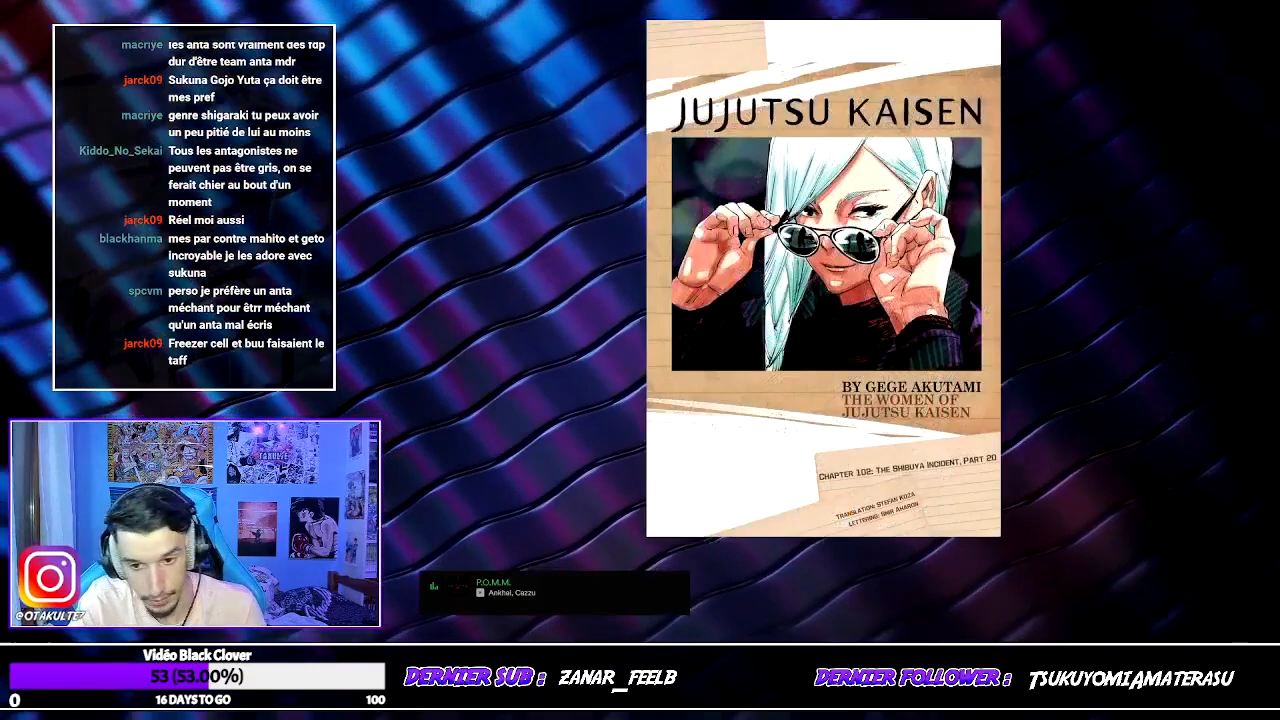 macriye les anta sont vraiment des fdp
dur d'être team anta mdr
jarck09 Sukuna Gojo Yuta ça doit être
mes pref
macriye genre shigaraki tu peux avoir
un peu pitié de lui au moins
Kiddo_No_Sekai Tous les antagonistes ne
peuvent pas être gris, on se
ferait chier au bout d'un
moment
jarck09 Réel moi aussi
blackhanma mes par contre mahito et geto
incroyable je les adore avec
sukuna
spcvm perso je préfère un anta
méchant pour êtrr méchant
qu'un anta mal écris
jarck09 Freezer cell et buu faisaient le
taff
JUJUTSU KAISEN
BY GEGE AKUTAMI
THE WOMEN OF
JUJUTSU KAISEN
CHAPTER 102: THE SHIBUYA INCIDENT, PART 20
TRANSLATION: STEFAN KOZA
LETTERING: SNIR AHARON
@OTAKULTE7
P.O.M.M.
Ankhal, Cazzu
Vidéo Black Clover
53 (53.00%)
0 16 DAYS TO GO 100
DERNIER SUB : ZANAR_FEELB
DERNIER FOLLOWER : TSUKUYOMIAMATERASU